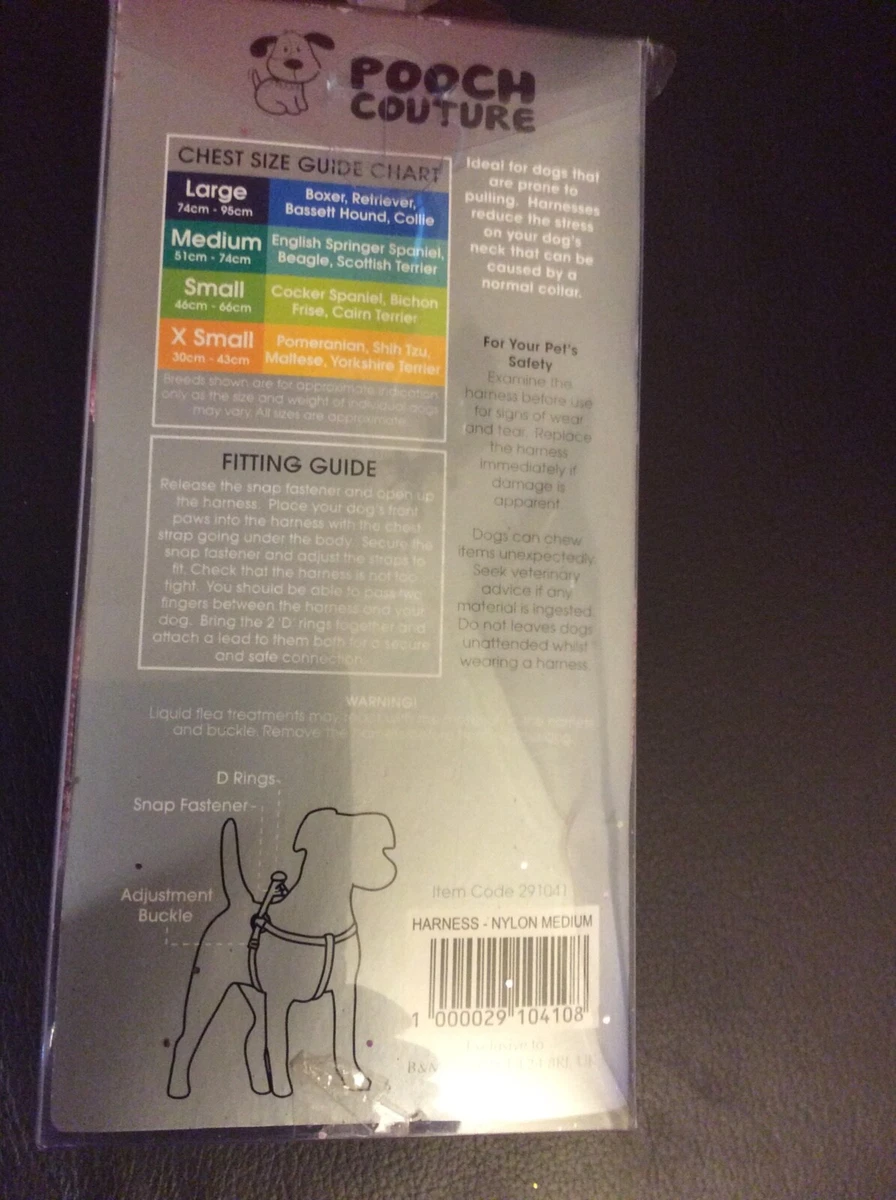 POOCH
COUTURE
CHEST SIZE GUIDE CHART
Large
74cm - 95cm
Boxer, Retriever,
Bassett Hound, Collie
Medium
51cm - 74cm
English Springer Spaniel,
Beagle, Scottish Terrier
Small
46cm - 66cm
Cocker Spaniel, Bichon
Frise, Cairn Terrier
X Small
30cm - 43cm
Pomeranian, Shih Tzu,
Maltese, Yorkshire Terrier
Breeds shown are for approximate indication
only as the size and weight of individual dogs
may vary. All sizes are approximate.
Ideal for dogs that
are prone to
pulling. Harnesses
reduce the stress
on your dog's
neck that can be
caused by a
normal collar.
For Your Pet's
Safety
Examine the
harness before use
for signs of wear
and tear. Replace
the harness
immediately if
damage is
apparent.
Dogs can chew
items unexpectedly.
Seek veterinary
advice if any
material is ingested.
Do not leaves dogs
unattended whilst
wearing a harness.
FITTING GUIDE
Release the snap fastener and open up
the harness. Place your dog's front
paws into the harness with the chest
strap going under the body. Secure the
snap fastener and adjust the straps to
fit. Check that the harness is not too
tight. You should be able to pass two
fingers between the harness and your
dog. Bring the 2 'D' rings together and
attach a lead to them both for a secure
and safe connection.
WARNING!
Liquid flea treatments may
and buckle. Remove the
D Rings
Snap Fastener
Adjustment
Buckle
Item Code 291041
HARNESS - NYLON MEDIUM
1 000029 104108
Exclusive to